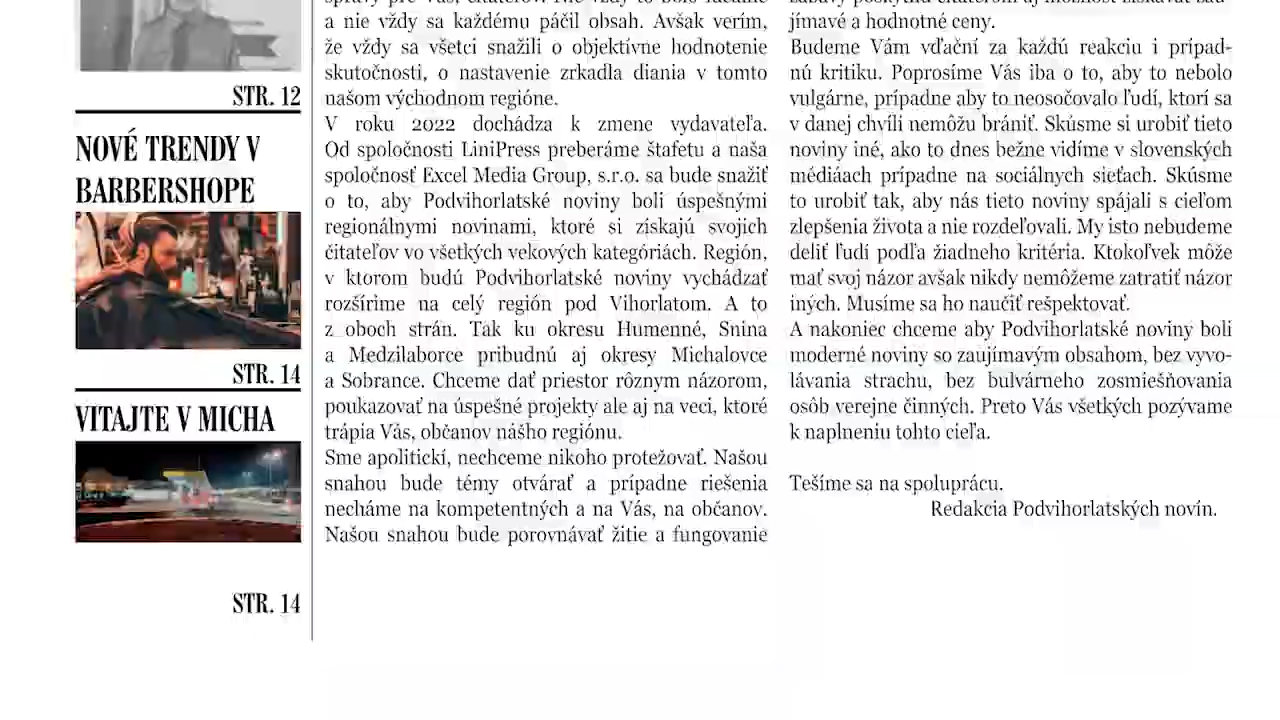 STR. 12
NOVÉ TRENDY V
BARBERSHOPE
STR. 14
VITAJTE V MICHA
STR. 14
a nie vždy sa každému páčil obsah. Avšak verím,
že vždy sa všetci snažili o objektívne hodnotenie
skutočnosti, o nastavenie zrkadla diania v tomto
našom východnom regióne.
V roku 2022 dochádza k zmene vydavateľa.
Od spoločnosti LiniPress preberáme štafetu a naša
spoločnosť Excel Media Group, s.r.o. sa bude snažiť
o to, aby Podvihorlatské noviny boli úspešnými
regionálnymi novinami, ktoré si získajú svojich
čitateľov vo všetkých vekových kategóriách. Región,
v ktorom budú Podvihorlatské noviny vychádzať
rozšírime na celý región pod Vihorlatom. A to
z oboch strán. Tak ku okresu Humenné, Snina
a Medzilaborce pribudnú aj okresy Michalovce
a Sobrance. Chceme dať priestor rôznym názorom,
poukazovať na úspešné projekty ale aj na veci, ktoré
trápia Vás, občanov nášho regiónu.
Sme apolitickí, nechceme nikoho protežovať. Našou
snahou bude témy otvárať a prípadne riešenia
necháme na kompetentných a na Vás, na občanov.
Našou snahou bude porovnávať žitie a fungovanie
jímavé a hodnotné ceny.
Budeme Vám vďační za každú reakciu i prípad-
nú kritiku. Poprosíme Vás iba o to, aby to nebolo
vulgárne, prípadne aby to neosočovalo ľudí, ktorí sa
v danej chvíli nemôžu brániť. Skúsme si urobiť tieto
noviny iné, ako to dnes bežne vidíme v slovenských
médiáach prípadne na sociálnych sieťach. Skúsme
to urobiť tak, aby nás tieto noviny spájali s cieľom
zlepšenia života a nie rozdeľovali. My isto nebudeme
deliť ľudí podľa žiadneho kritéria. Ktokoľvek môže
mať svoj názor avšak nikdy nemôžeme zatratiť názor
iných. Musíme sa ho naučiť rešpektovať.
A nakoniec chceme aby Podvihorlatské noviny boli
moderné noviny so zaujímavým obsahom, bez vyvo-
lávania strachu, bez bulvárneho zosmiešňovania
osôb verejne činných. Preto Vás všetkých pozývame
k naplneniu tohto cieľa.
Tešíme sa na spoluprácu.
Redakcia Podvihorlatských novín.